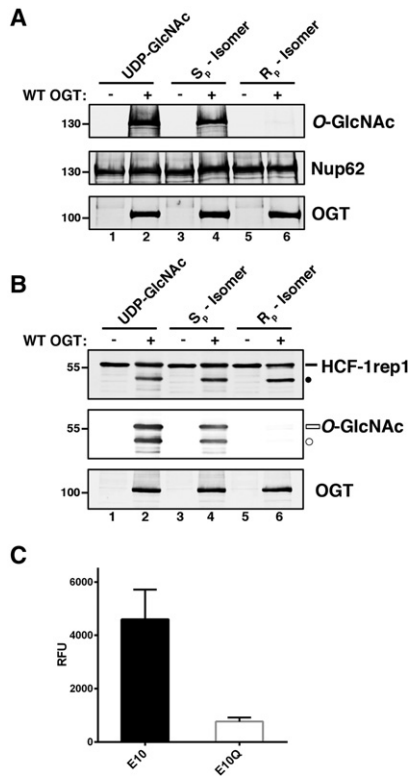 A
UDP-GlcNAc
Sp - Isomer
Rp - Isomer
WT OGT: - + - + - +
130 O-GlcNAc
130 Nup62
100 OGT
1 2 3 4 5 6
B
UDP-GlcNAc
Sp - Isomer
Rp - Isomer
WT OGT: - + - + - +
55 HCF-1rep1
55 O-GlcNAc
100 OGT
1 2 3 4 5 6
C
6000
4000
2000
0
RFU
E10
E10Q